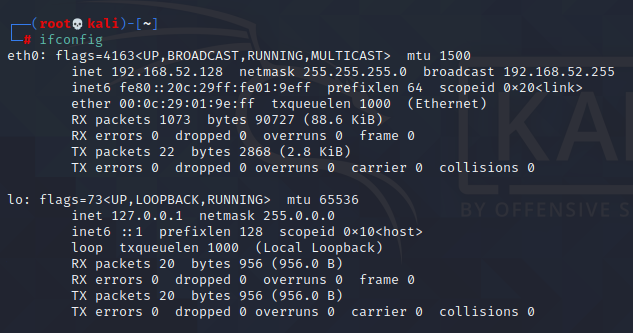 ┌──(root💀kali)-[~]
└─# ifconfig
eth0: flags=4163<UP,BROADCAST,RUNNING,MULTICAST>  mtu 1500
        inet 192.168.52.128  netmask 255.255.255.0  broadcast 192.168.52.255
        inet6 fe80::20c:29ff:fe01:9eff  prefixlen 64  scopeid 0×20<link>
        ether 00:0c:29:01:9e:ff  txqueuelen 1000  (Ethernet)
        RX packets 1073  bytes 90727 (88.6 KiB)
        RX errors 0  dropped 0  overruns 0  frame 0
        TX packets 22  bytes 2868 (2.8 KiB)
        TX errors 0  dropped 0 overruns 0  carrier 0  collisions 0

lo: flags=73<UP,LOOPBACK,RUNNING>  mtu 65536
        inet 127.0.0.1  netmask 255.0.0.0
        inet6 ::1  prefixlen 128  scopeid 0×10<host>
        loop  txqueuelen 1000  (Local Loopback)
        RX packets 20  bytes 956 (956.0 B)
        RX errors 0  dropped 0  overruns 0  frame 0
        TX packets 20  bytes 956 (956.0 B)
        TX errors 0  dropped 0 overruns 0  carrier 0  collisions 0
KA
BY OFFENSIVE S